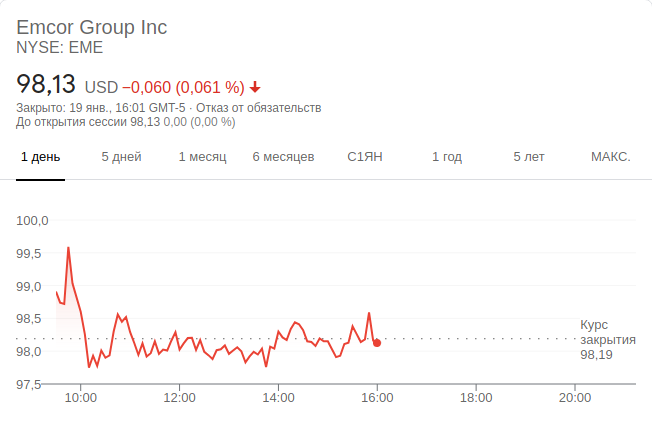 Emcor Group Inc
NYSE: EME
98,13 USD −0,060 (0,061 %)
Закрыто: 19 янв., 16:01 GMT-5 · Отказ от обязательств
До открытия сессии 98,13 0,00 (0,00 %)
1 день 5 дней 1 месяц 6 месяцев С1ЯН 1 год 5 лет МАКС.
100,0
99,5
99,0
98,5
98,0
97,5
Курс
закрытия
98,19
10:00 12:00 14:00 16:00 18:00 20:00